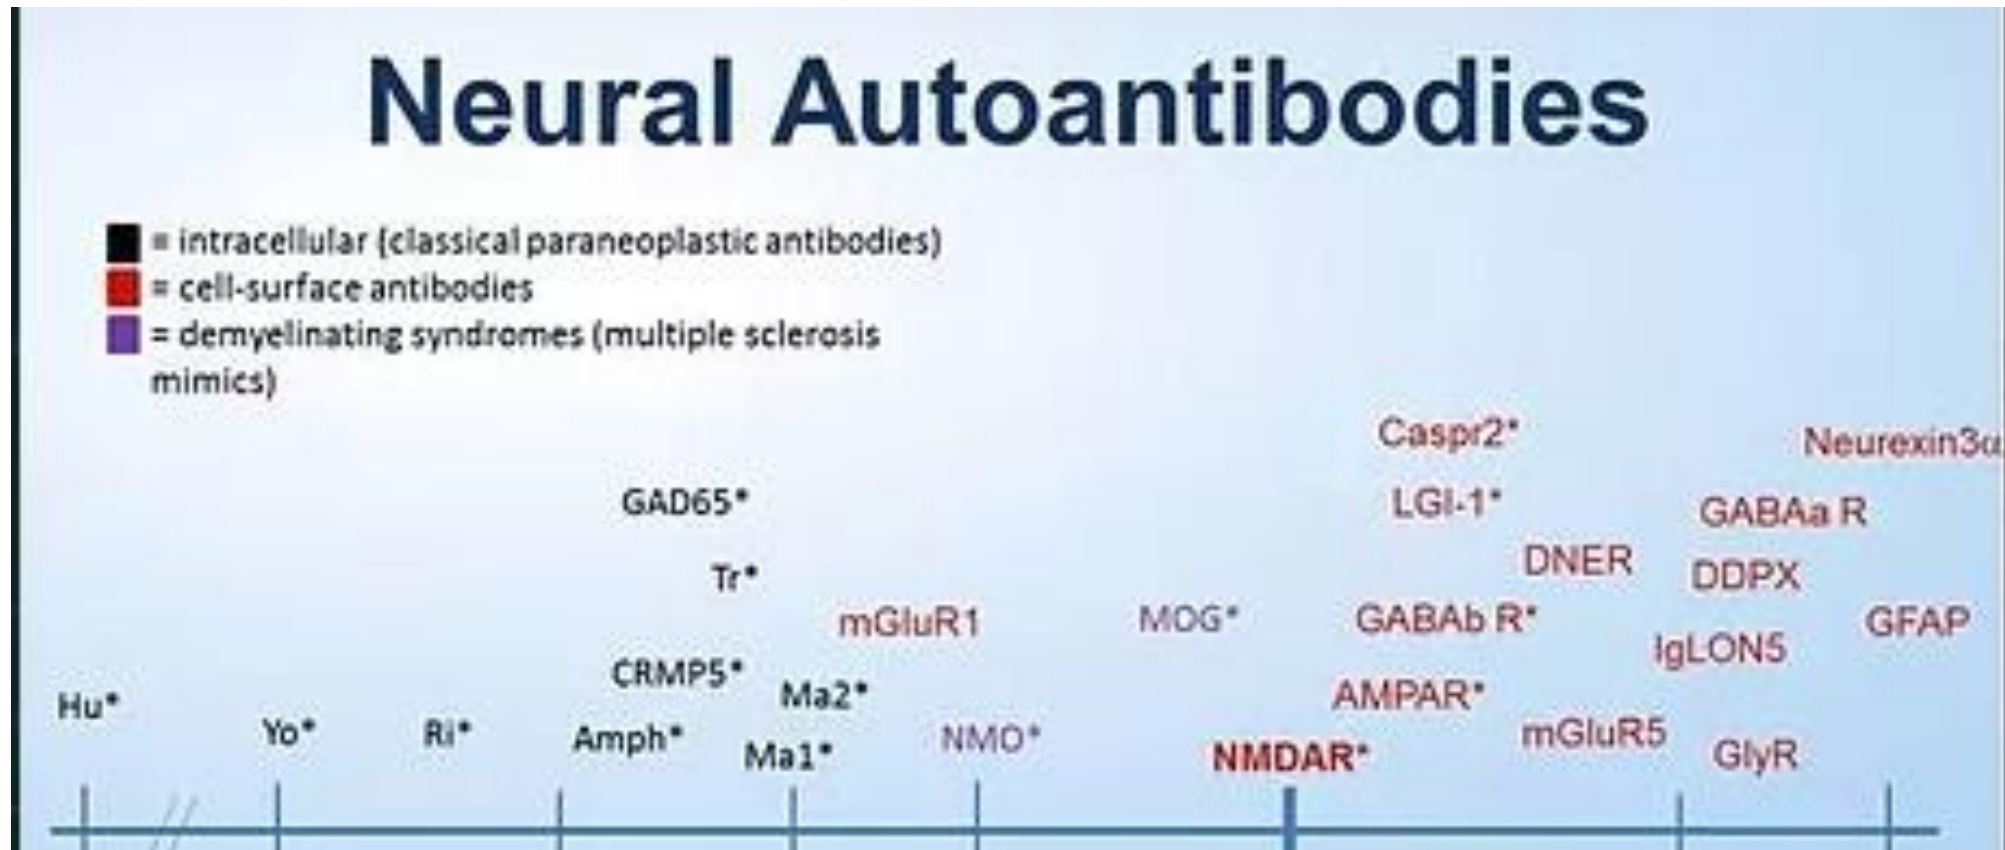 Neural Autoantibodies
= intracellular (classical paraneoplastic antibodies)
= cell-surface antibodies
= demyelinating syndromes (multiple sclerosis
mimics)
Caspr2*
Neurexin3α
GAD65*
LGI-1*
GABAa R
DNER
DDPX
Tr*
mGluR1
MOG*
GABAb R*
GFAP
IgLON5
CRMP5*
Ma2*
AMPAR*
Hu*
Yo*
Ri*
Amph*
Ma1*
NMO*
NMDAR*
mGluR5
GlyR